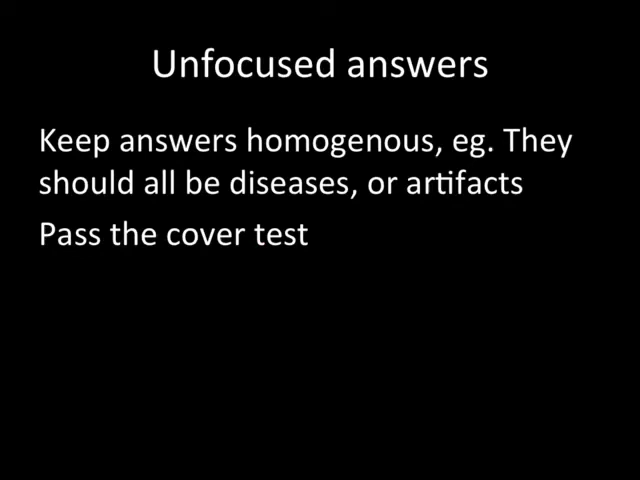 Unfocused answers
Keep answers homogenous, eg. They
should all be diseases, or artifacts
Pass the cover test